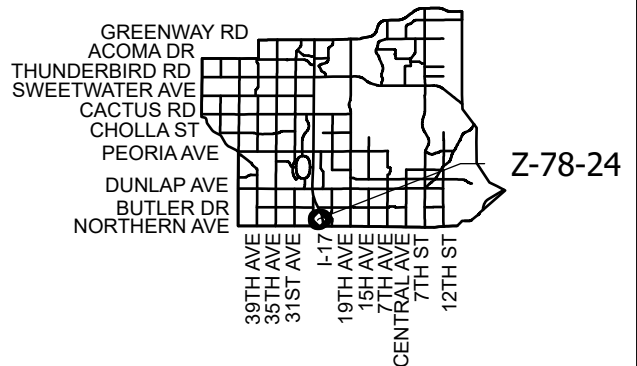 GREENWAY RD
ACOMA DR
THUNDERBIRD RD
SWEETWATER AVE
CACTUS RD
CHOLLA ST
PEORIA AVE
Z-78-24
DUNLAP AVE
BUTLER DR
NORTHERN AVE
39TH AVE
35TH AVE
31ST AVE
I-17
19TH AVE
15H AVE
7TH AVE
CENTRAL AVE
7TH ST
12TH ST